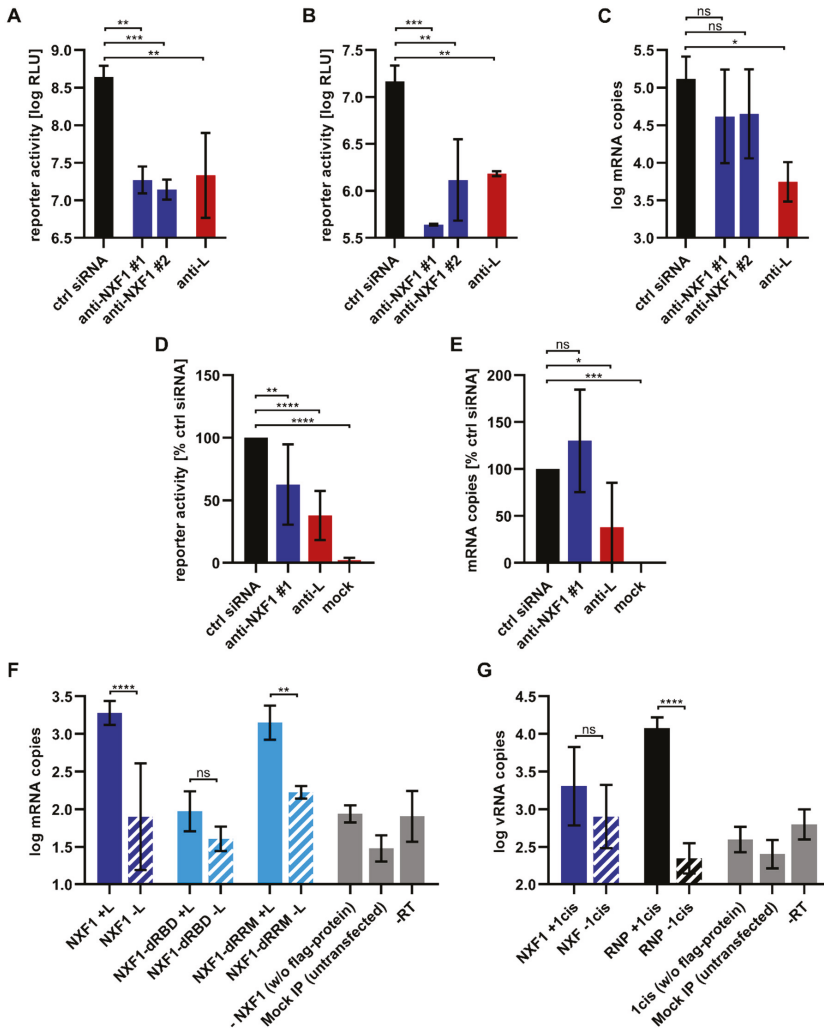 A
reporter activity [log RLU]
9.0
8.5
8.0
7.5
7.0
6.5
**
***
**
ctrl siRNA
anti-NXF1 #1
anti-NXF1 #2
anti-L
B
reporter activity [log RLU]
7.5
7.0
6.5
6.0
5.5
***
**
**
ctrl siRNA
anti-NXF1 #1
anti-NXF1 #2
anti-L
C
log mRNA copies
5.5
5.0
4.5
4.0
3.5
3.0
ns
ns
*
ctrl siRNA
anti-NXF1 #1
anti-NXF1 #2
anti-L
D
reporter activity [% ctrl siRNA]
150
100
50
0
**
****
****
ctrl siRNA
anti-NXF1 #1
anti-L
mock
E
mRNA copies [% ctrl siRNA]
200
150
100
50
0
ns
*
***
ctrl siRNA
anti-NXF1 #1
anti-L
mock
F
log mRNA copies
3.5
3.0
2.5
2.0
1.5
1.0
****
ns
**
NXF1 +L
NXF1 -L
NXF1-dRBD +L
NXF1-dRBD -L
NXF1-dRRM +L
NXF1-dRRM -L
- NXF1 (w/o flag-protein)
Mock IP (untransfected)
-RT
G
log vRNA copies
4.5
4.0
3.5
3.0
2.5
2.0
ns
****
NXF1 +1cis
NXF -1cis
RNP +1cis
RNP -1cis
1cis (w/o flag-protein)
Mock IP (untransfected)
-RT